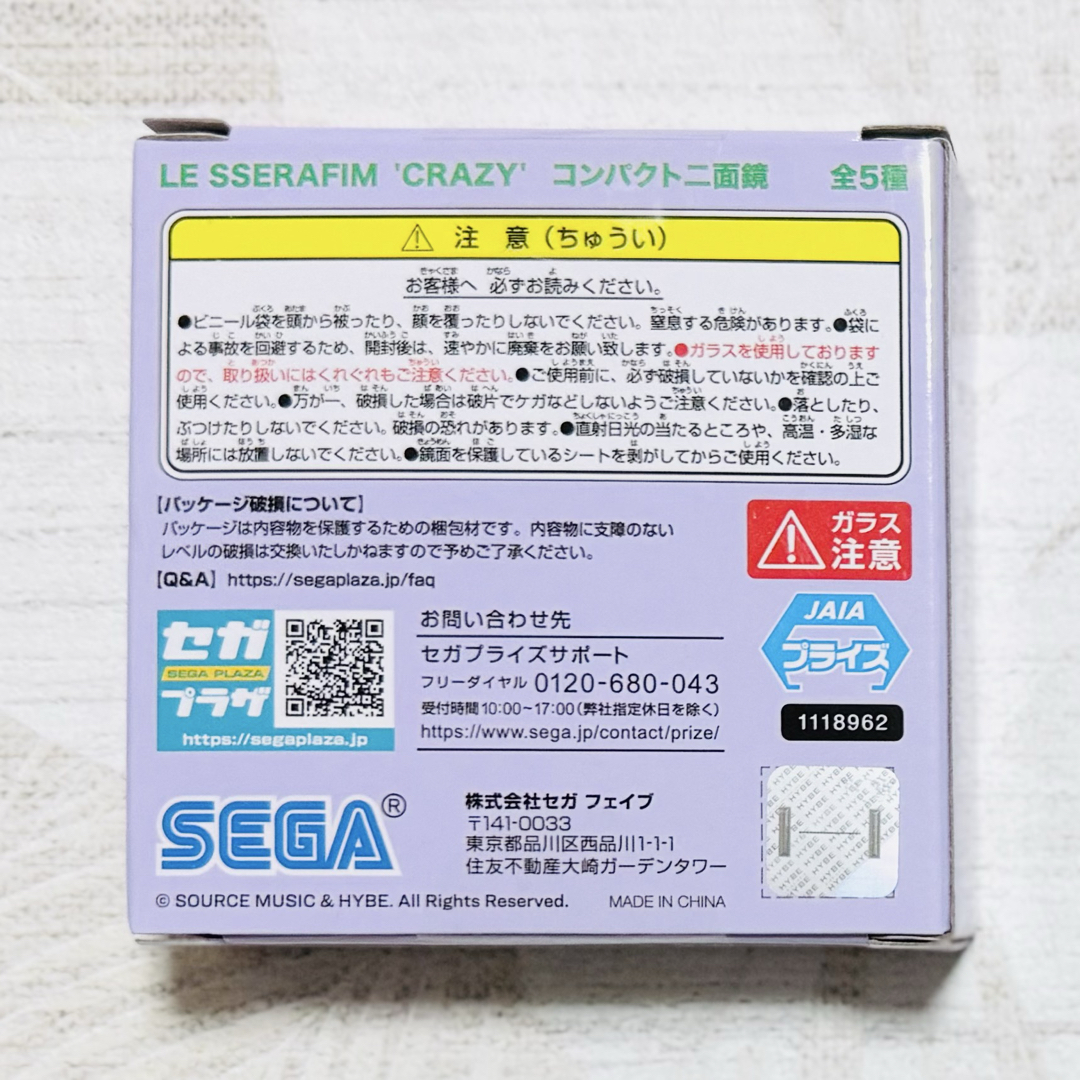 LE SSERAFIM 'CRAZY' コンパクト二面鏡 全5種
⚠ 注 意 (ちゅうい)
お客様へ 必ずお読みください。
●ビニール袋を頭から被ったり、顔を覆ったりしないでください。窒息する危険があります。●袋に
よる事故を回避するため、開封後は、速やかに廃棄をお願い致します。●ガラスを使用しております
ので、取り扱いにはくれぐれもご注意ください。●ご使用前に、必ず破損していないかを確認の上ご
使用ください。●万が一、破損した場合は破片でケガなどしないようご注意ください。●落としたり、
ぶつけたりしないでください。破損の恐れがあります。●直射日光の当たるところや、高温・多湿な
場所には放置しないでください。●鏡面を保護しているシートを剥がしてからご使用ください。
【パッケージ破損について】
パッケージは内容物を保護するための梱包材です。内容物に支障のない
レベルの破損は交換いたしかねますので予めご了承ください。
【Q&A】https://segaplaza.jp/faq
ガラス
注意
セガ
SEGA PLAZA
プラザ
https://segaplaza.jp
お問い合わせ先
セガプライズサポート
フリーダイヤル 0120-680-043
受付時間10:00~17:00(弊社指定休日を除く)
https://www.sega.jp/contact/prize/
JAIA
プライズ
1118962
SEGA®
株式会社セガ フェイブ
〒141-0033
東京都品川区西品川1-1-1
住友不動産大崎ガーデンタワー
© SOURCE MUSIC & HYBE. All Rights Reserved.
MADE IN CHINA
HYBE